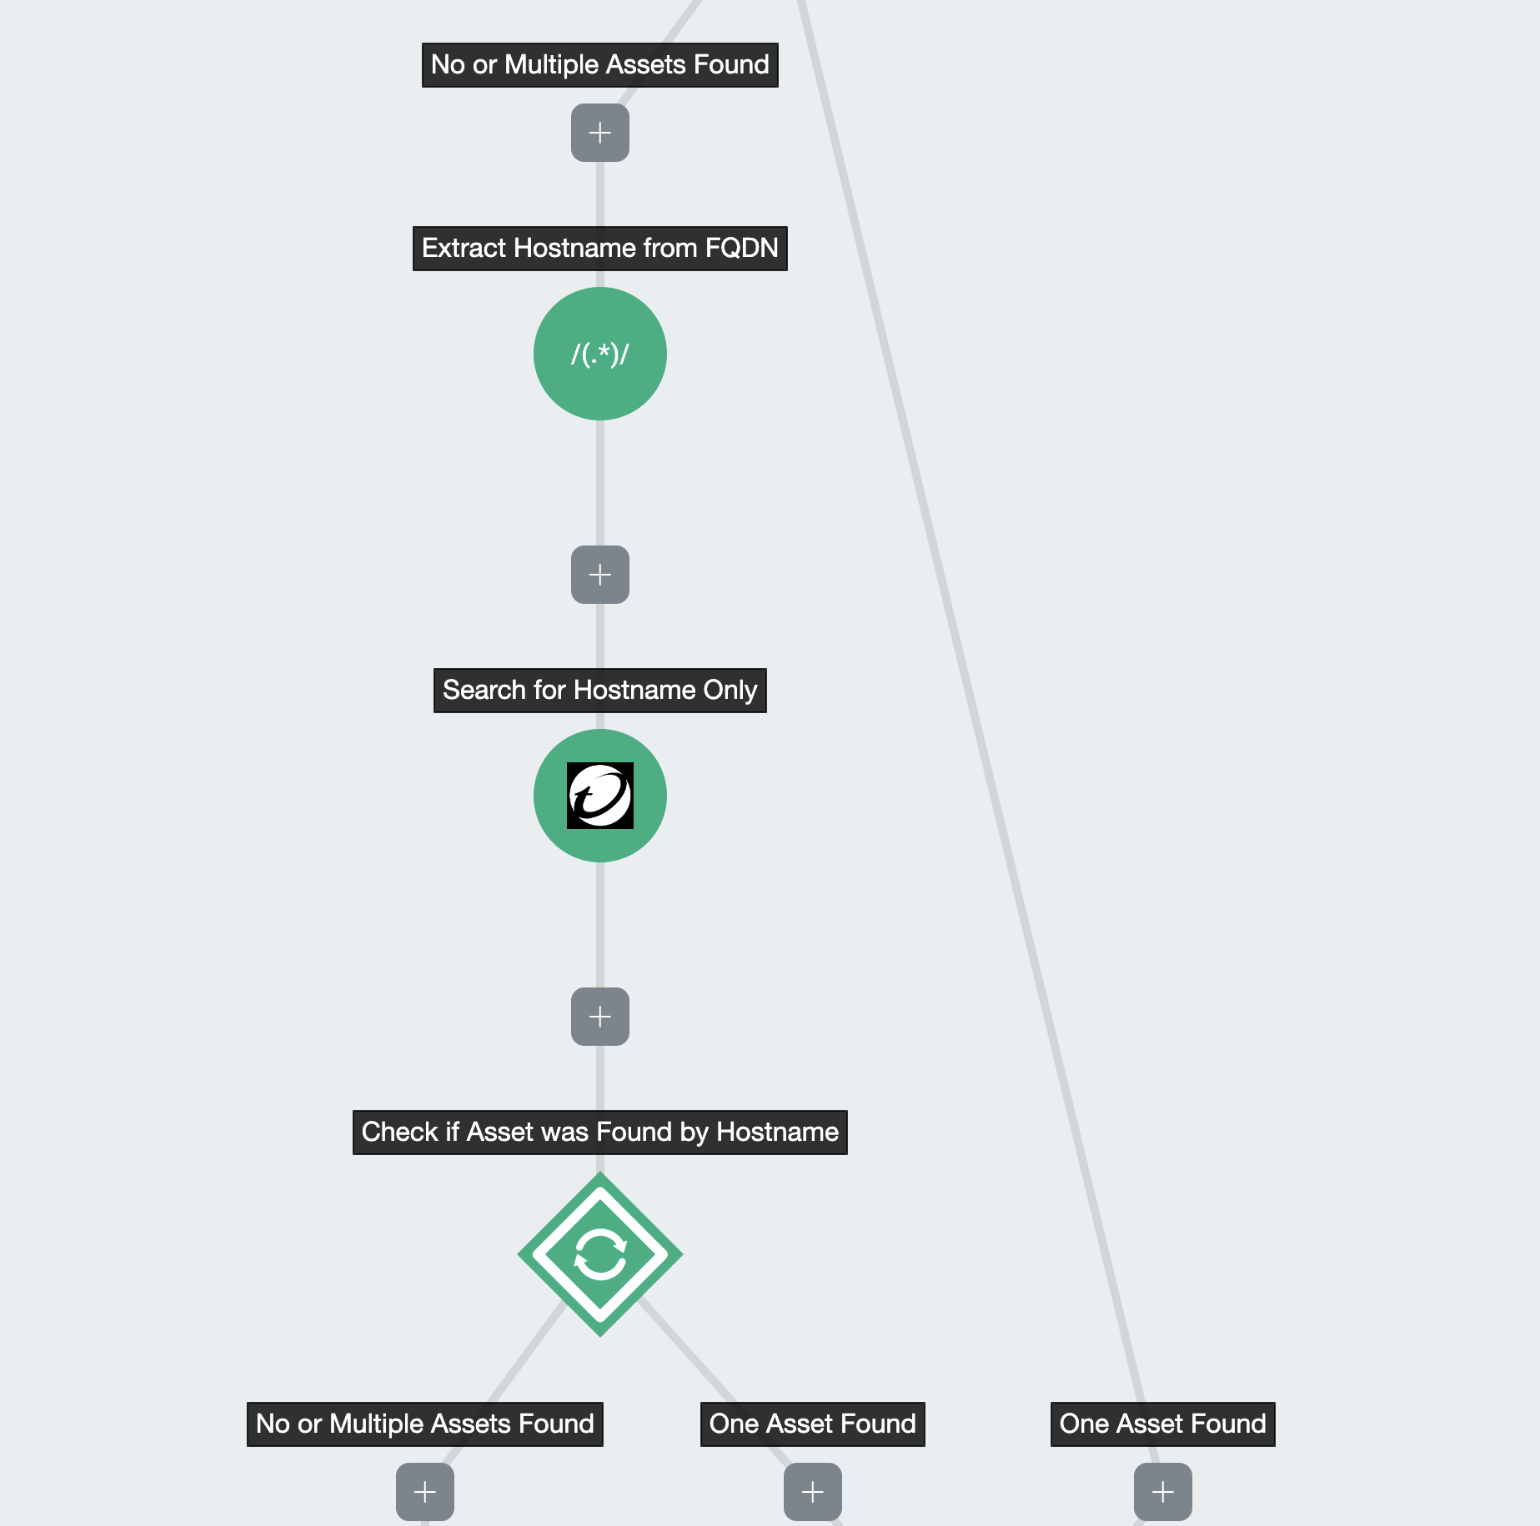 No or Multiple Assets Found
Extract Hostname from FQDN
/(.*)/
Search for Hostname Only
Check if Asset was Found by Hostname
No or Multiple Assets Found
One Asset Found
One Asset Found